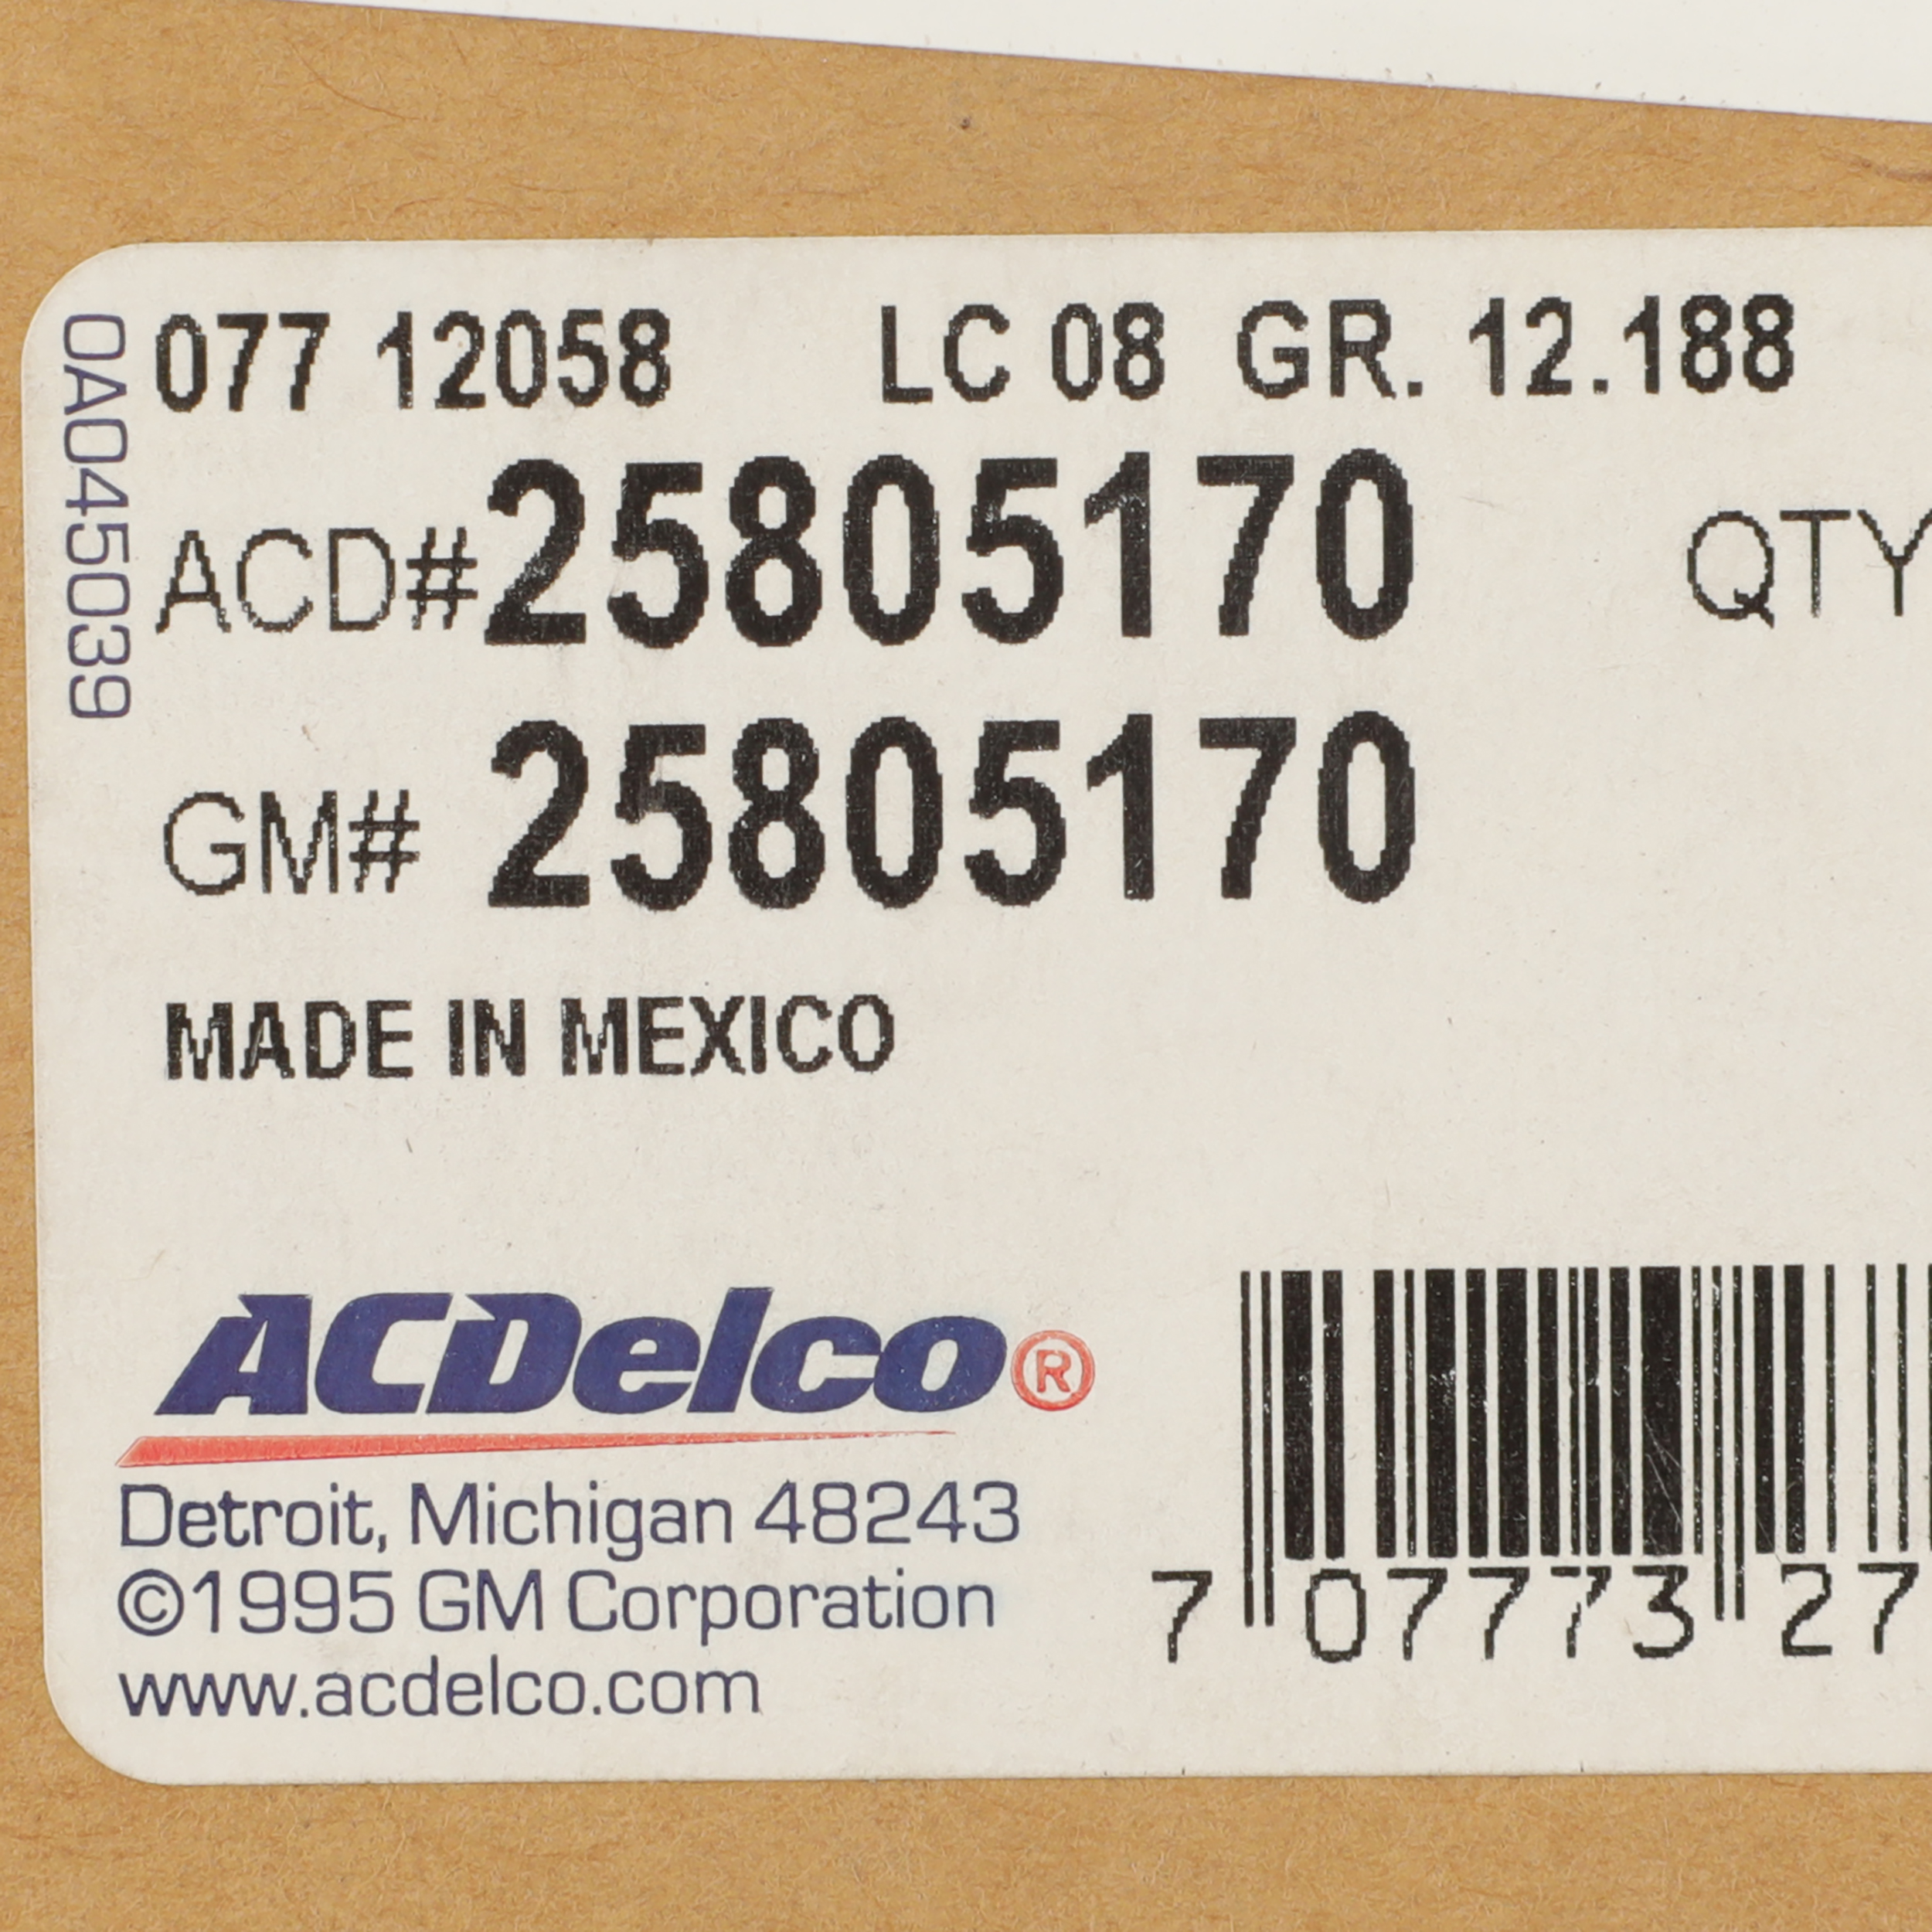 0A045039
077 12058 LC 08 GR. 12.188
ACD# 25805170 QTY
GM# 25805170
MADE IN MEXICO
ACDelco®
Detroit, Michigan 48243
©1995 GM Corporation
www.acdelco.com
7 07773 27